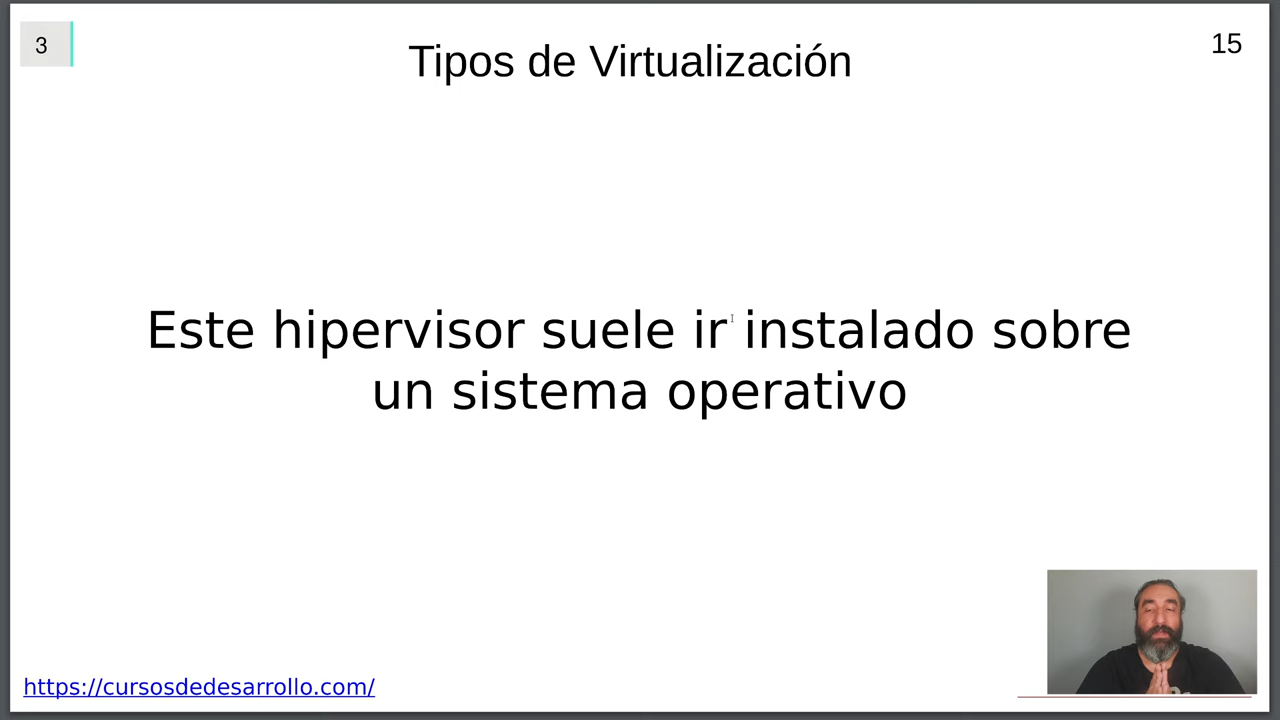 3
Tipos de Virtualización
15
Este hipervisor suele ir instalado sobre
un sistema operativo
https://cursosdedesarrollo.com/